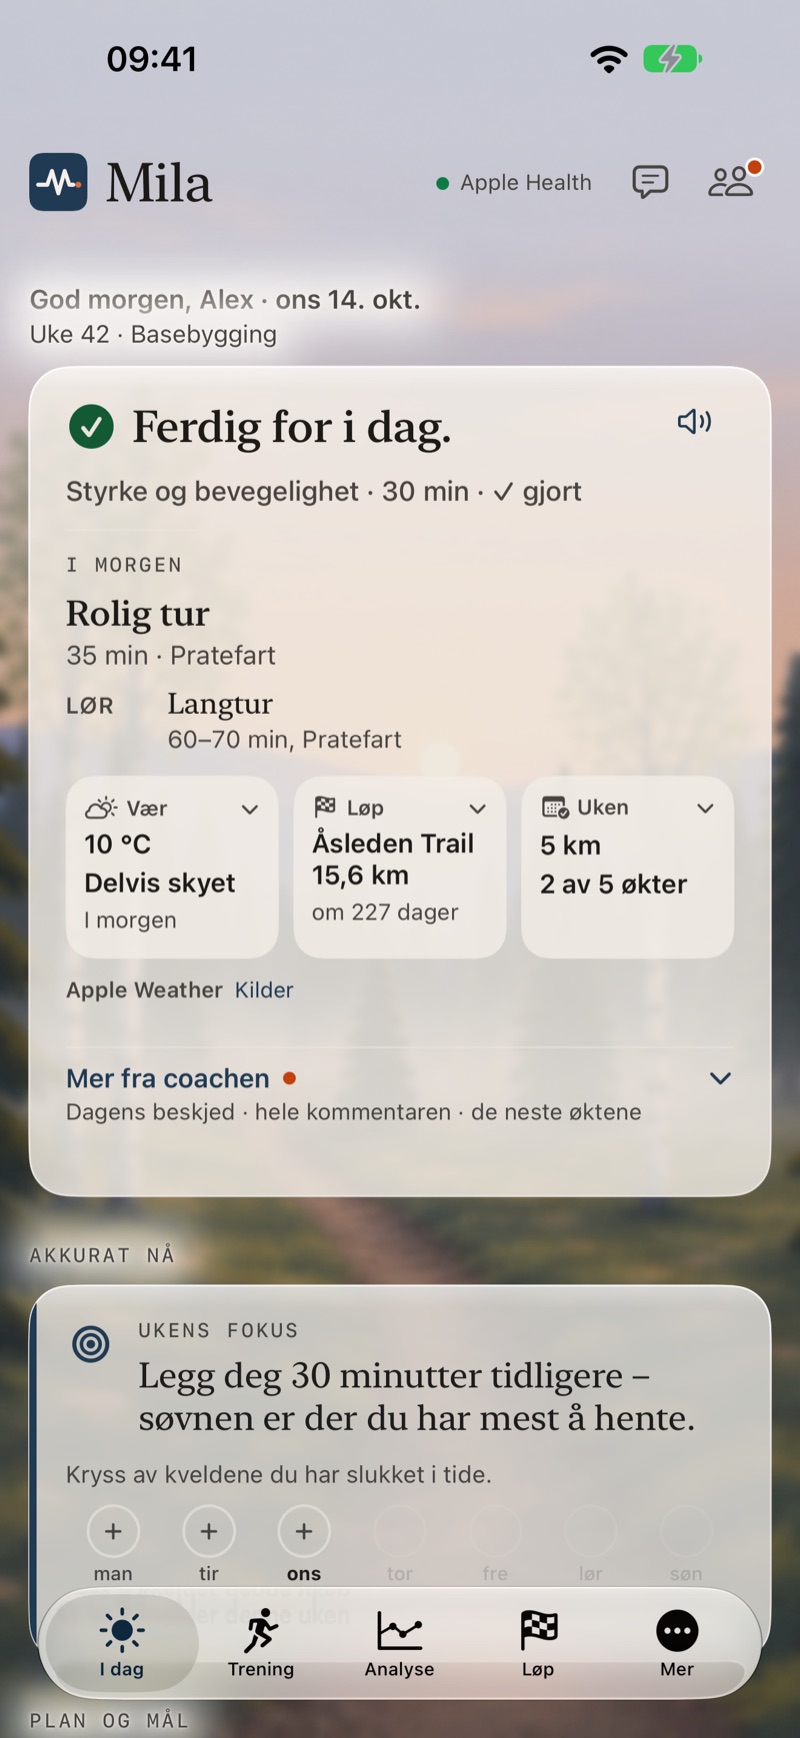 09:41
Mila
Apple Health
God morgen, Alex · ons 14. okt.
Uke 42 · Basebygging
Ferdig for i dag.
Styrke og bevegelighet · 30 min · ✓ gjort
I MORGEN
Rolig tur
35 min · Pratefart
LØR Langtur
60–70 min, Pratefart
Vær
10 °C
Delvis skyet
I morgen
Løp
Åsleden Trail
15,6 km
om 227 dager
Uken
5 km
2 av 5 økter
Apple Weather Kilder
Mer fra coachen
Dagens beskjed · hele kommentaren · de neste øktene
AKKURAT NÅ
UKENS FOKUS
Legg deg 30 minutter tidligere –
søvnen er der du har mest å hente.
Kryss av kveldene du har slukket i tide.
man tir ons tor fre lør søn
I dag Trening Analyse Løp Mer
PLAN OG MÅL